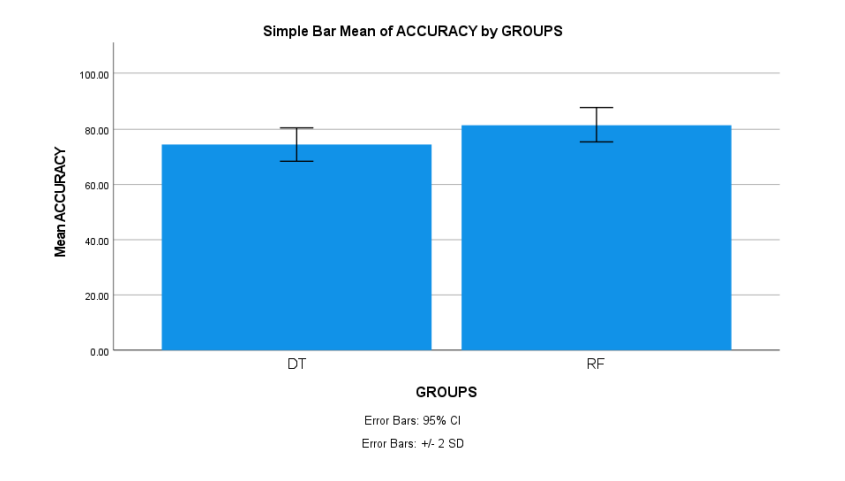 Simple Bar Mean of ACCURACY by GROUPS
100.00
80.00
60.00
40.00
20.00
0.00
Mean ACCURACY
DT
RF
GROUPS
Error Bars: 95% CI
Error Bars: +/- 2 SD